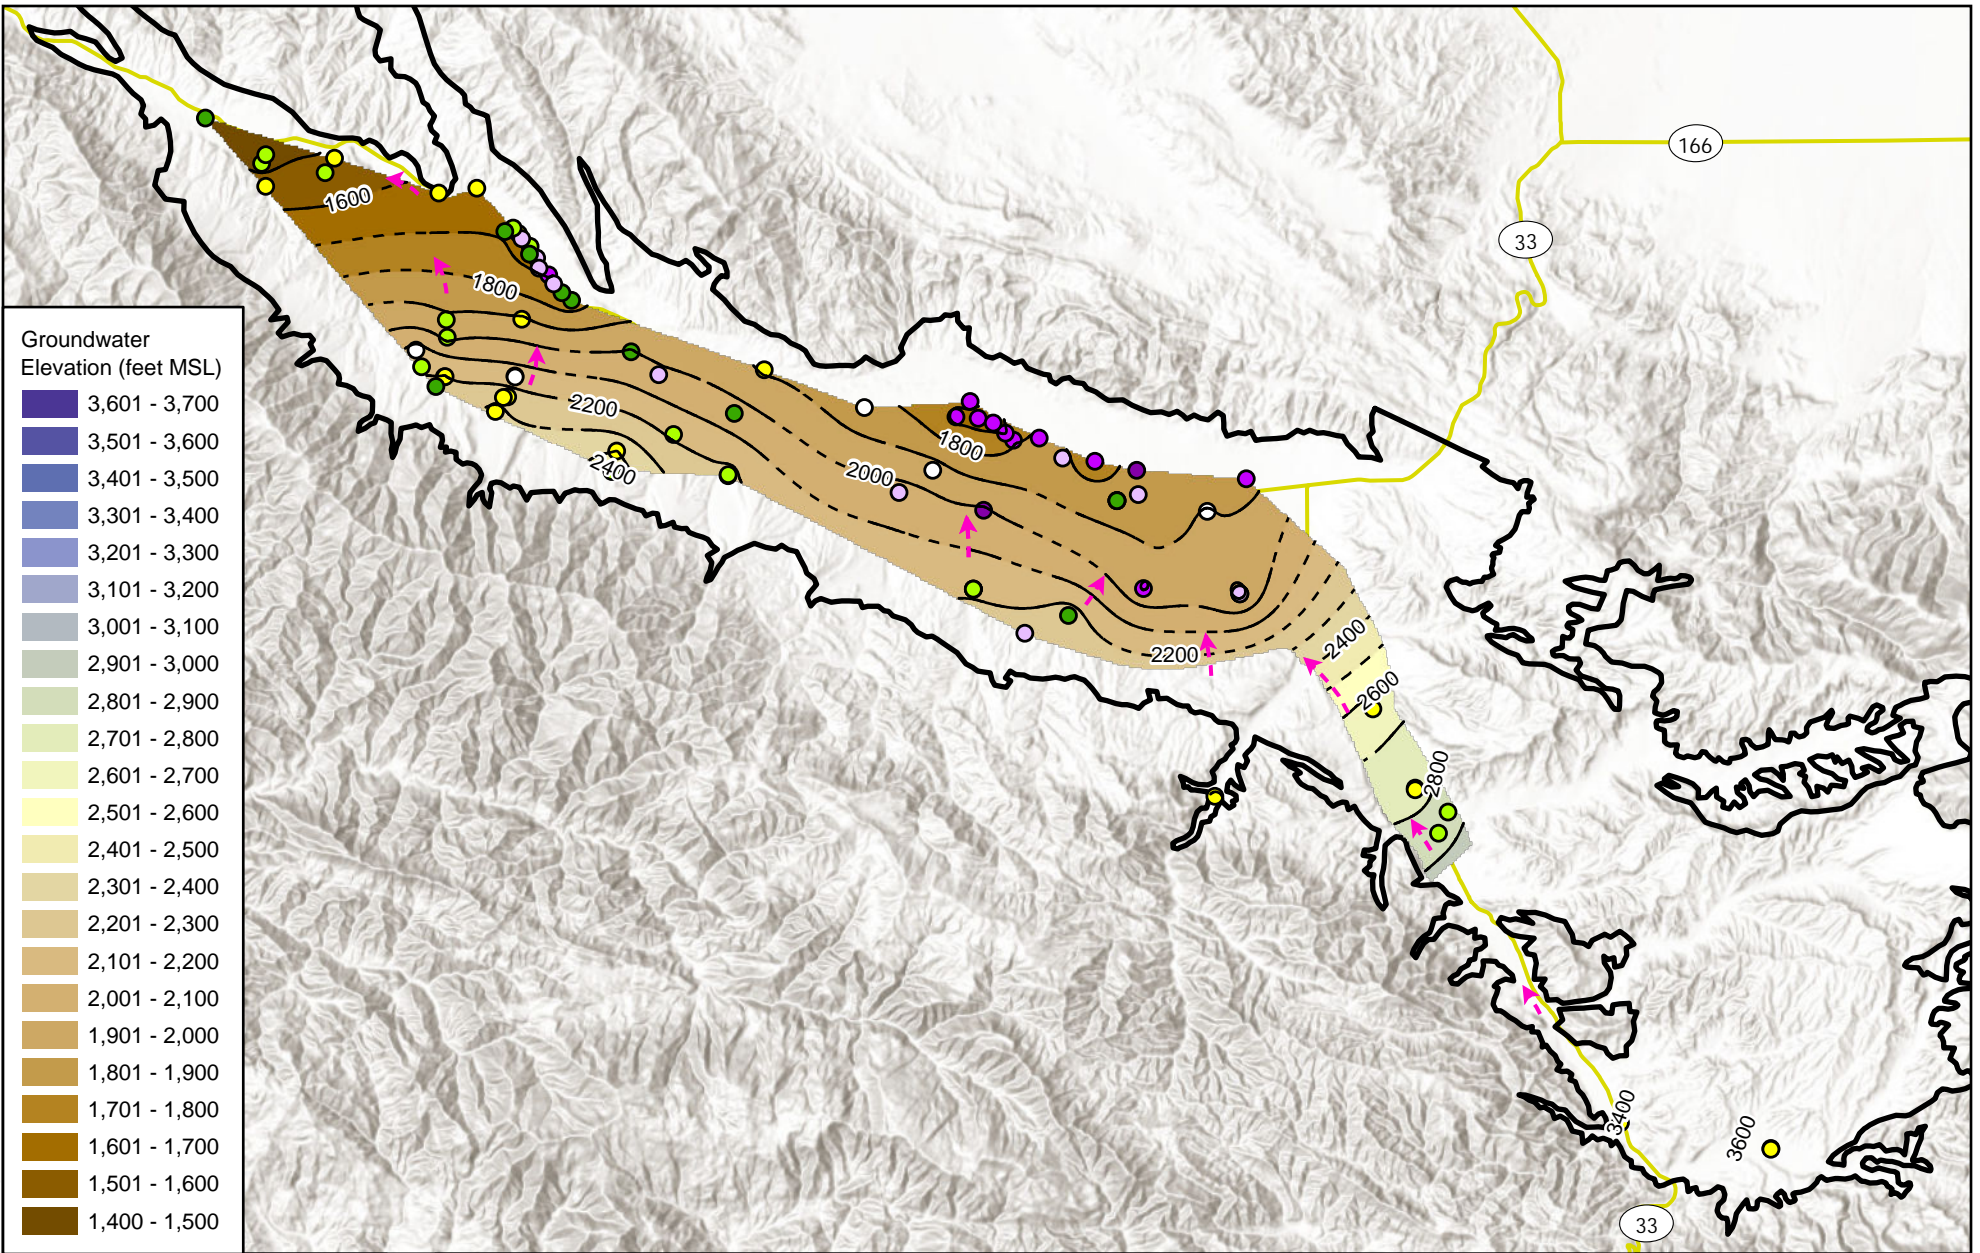 166
33
1600
1800
2200
2400
1800
2000
2200
2400
2600
2800
3400
3600
33
Groundwater
Elevation (feet MSL)
3,601 - 3,700
3,501 - 3,600
3,401 - 3,500
3,301 - 3,400
3,201 - 3,300
3,101 - 3,200
3,001 - 3,100
2,901 - 3,000
2,801 - 2,900
2,701 - 2,800
2,601 - 2,700
2,501 - 2,600
2,401 - 2,500
2,301 - 2,400
2,201 - 2,300
2,101 - 2,200
2,001 - 2,100
1,901 - 2,000
1,801 - 1,900
1,701 - 1,800
1,601 - 1,700
1,501 - 1,600
1,400 - 1,500